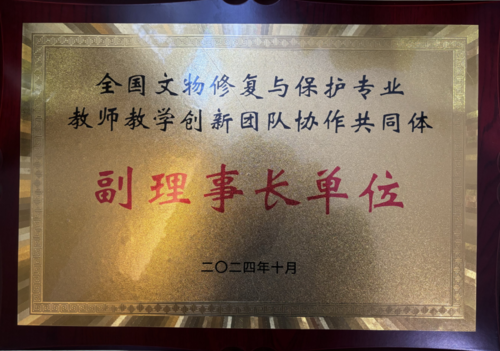 全国文物修复与保护专业
教师教学创新团队协作共同体
副理事长单位
二〇二四年十月